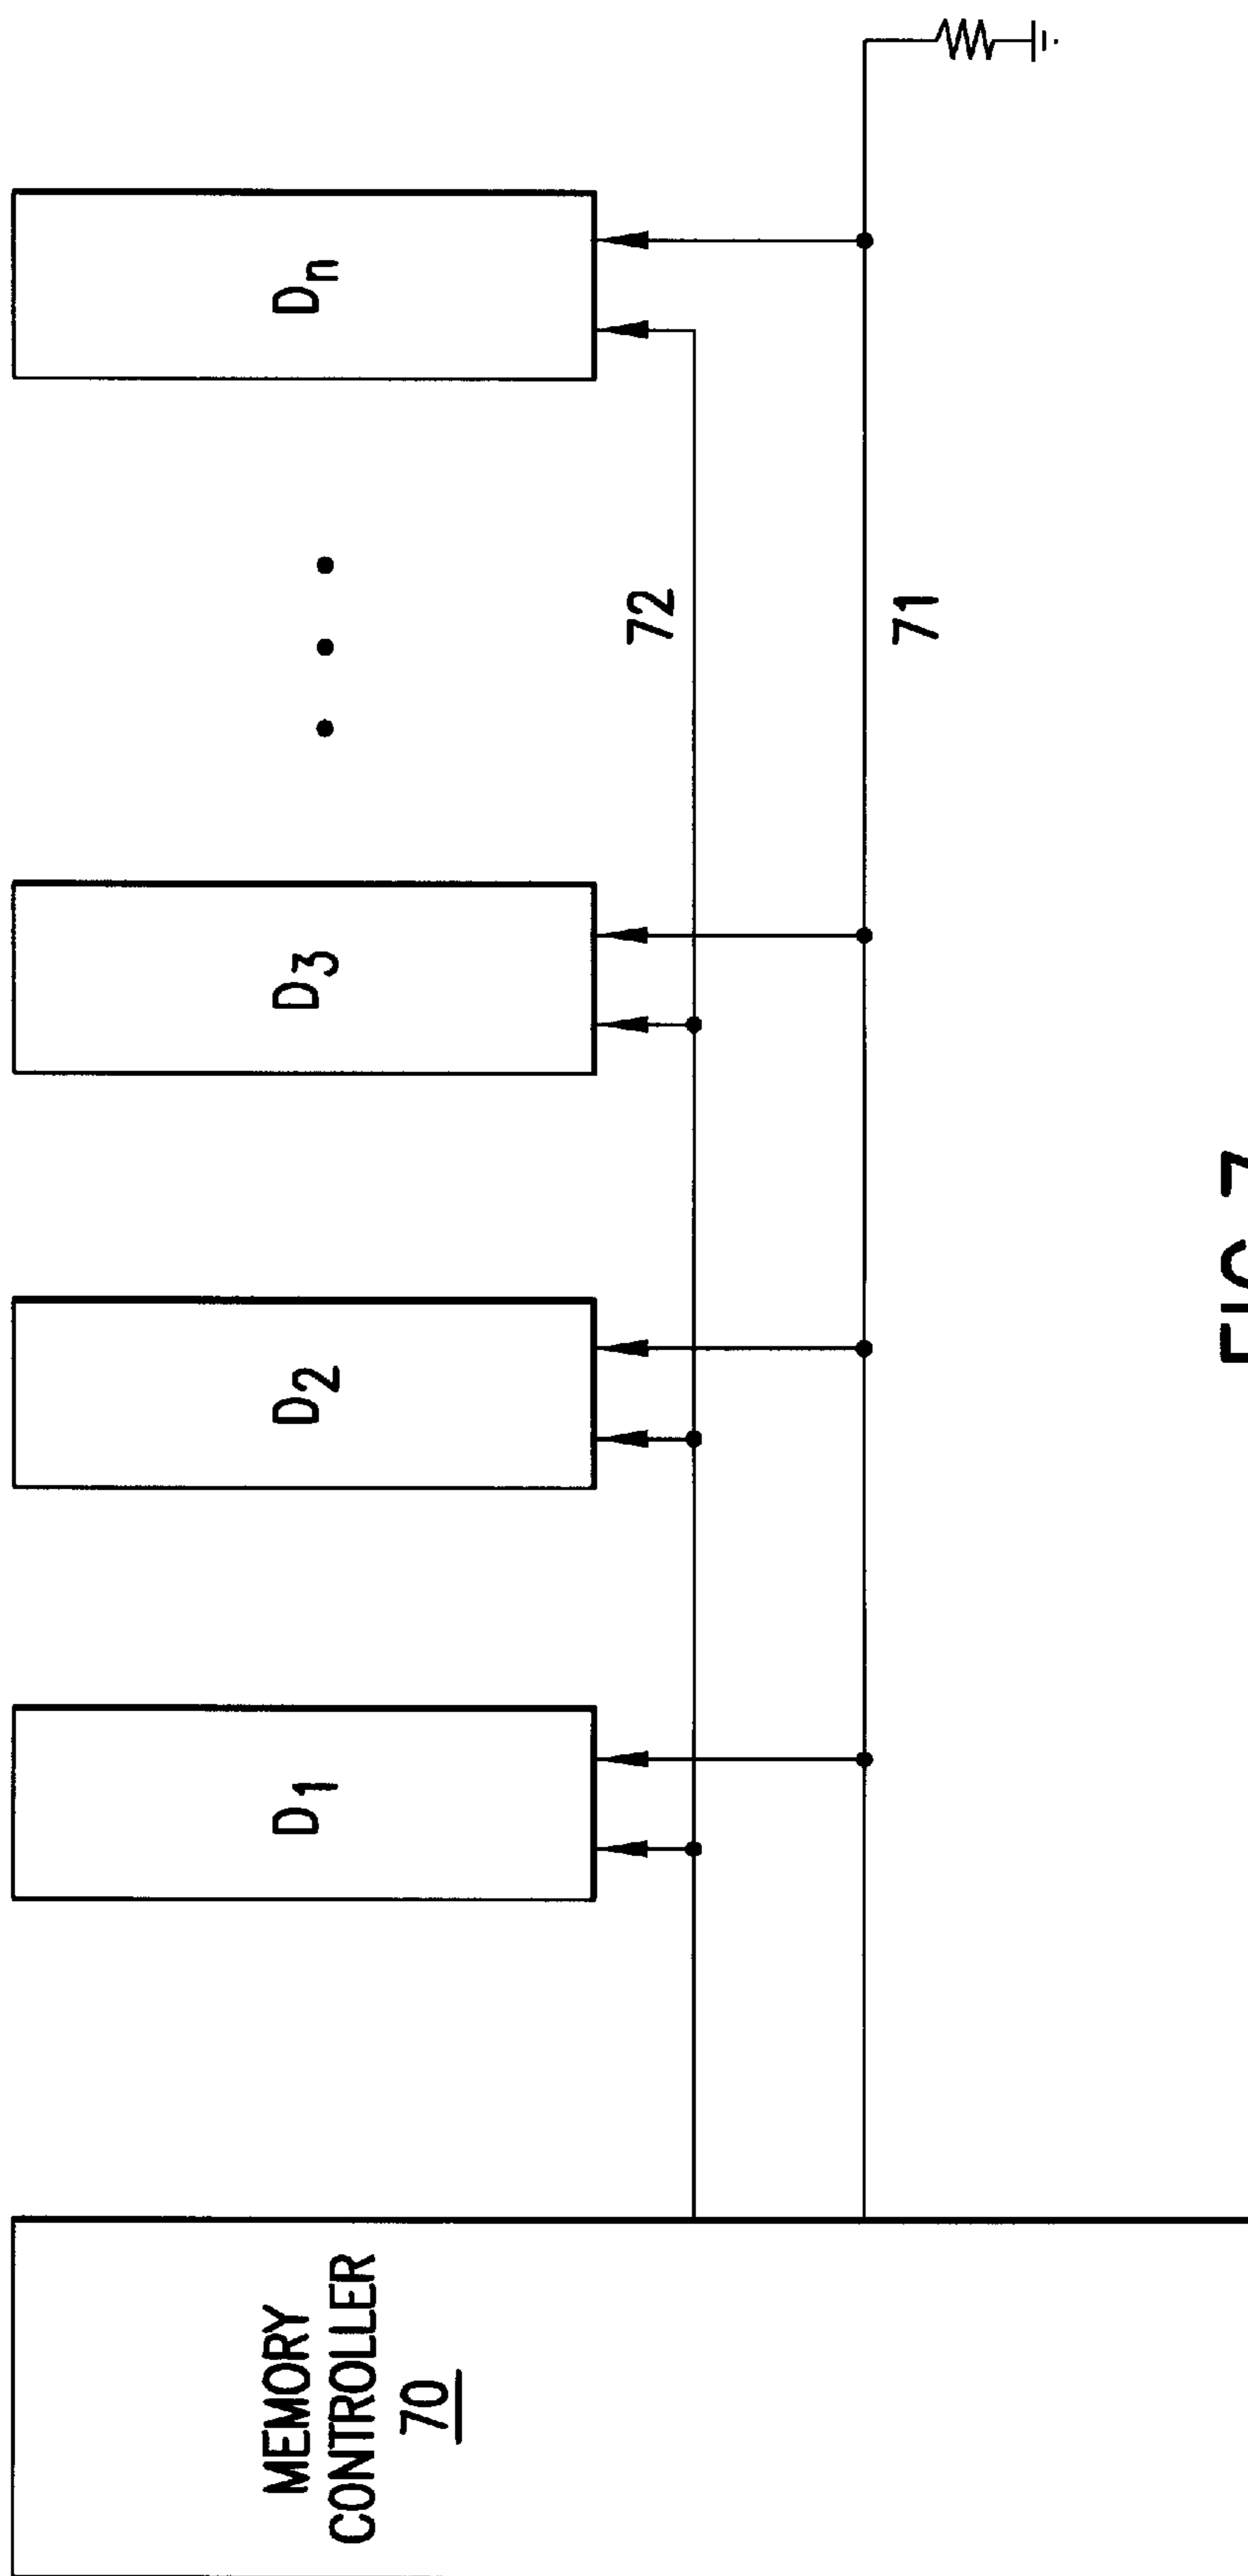 MEMORY
CONTROLLER
70
D1
D2
D3
Dn
72
71